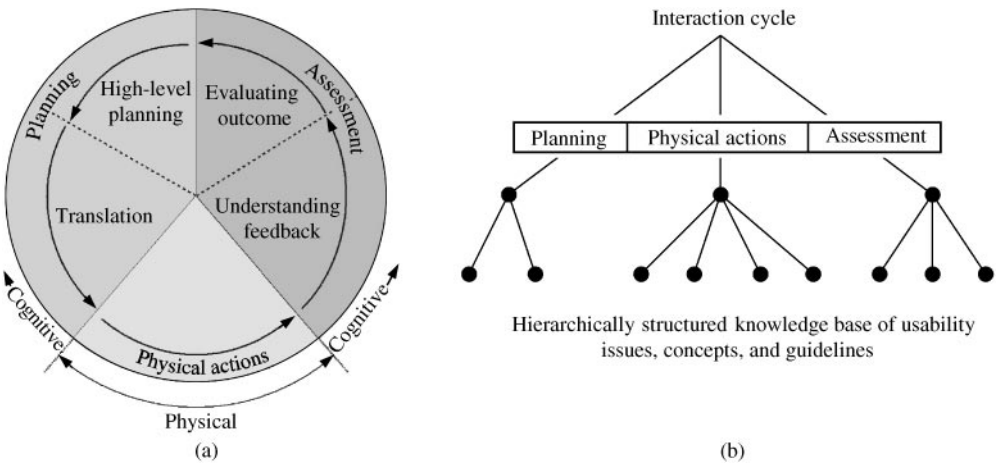 Planning
Assessment
High-level
planning
Evaluating
outcome
Translation
Understanding
feedback
Cognitive
Physical actions
Cognitive
Physical
(a)
Interaction cycle
Planning
Physical actions
Assessment
Hierarchically structured knowledge base of usability
issues, concepts, and guidelines
(b)